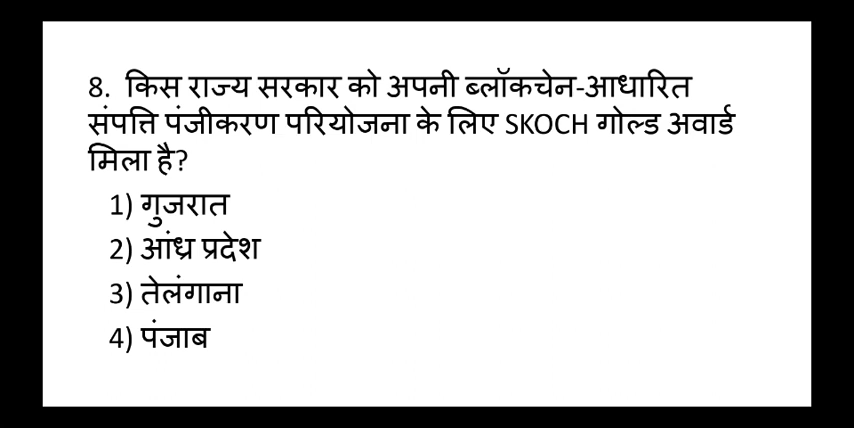 8. किस राज्य सरकार को अपनी ब्लॉकचेन-आधारित
संपत्ति पंजीकरण परियोजना के लिए SKOCH गोल्ड अवार्ड
मिला है?
1) गुजरात
2) आंध्र प्रदेश
3) तेलंगाना
4) पंजाब